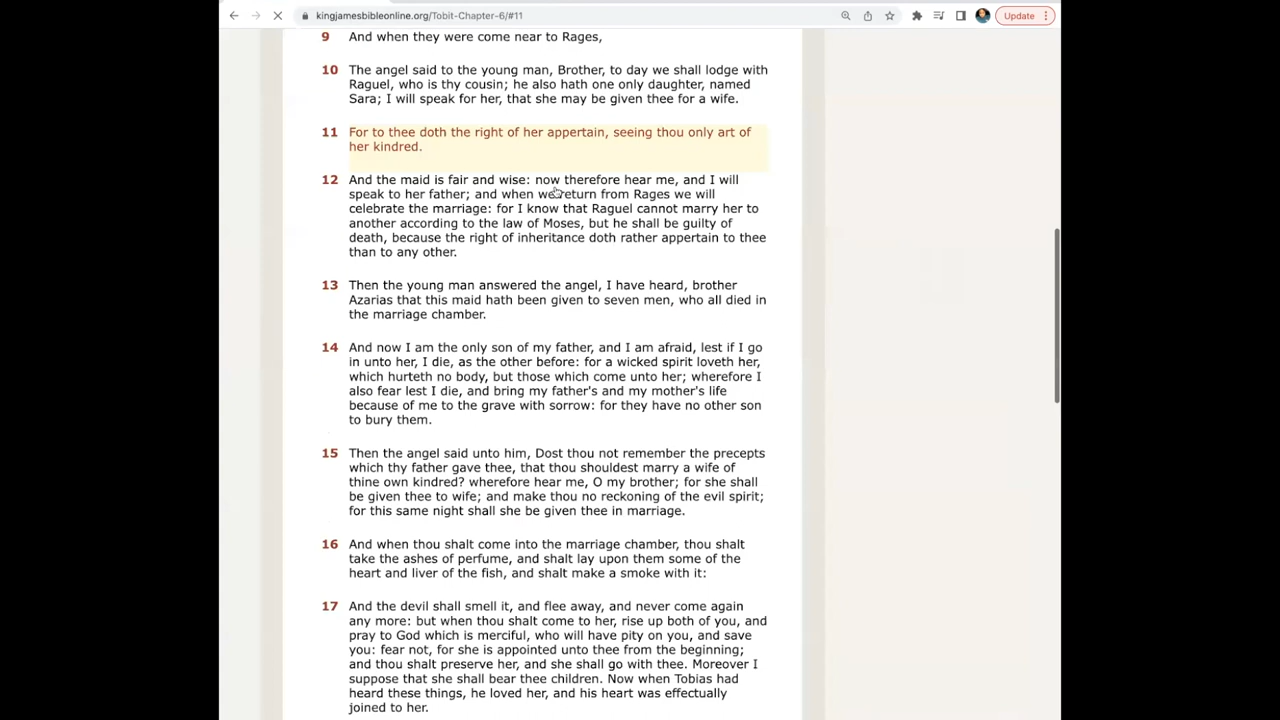 kingjamesbibleonline.org/Tobit-Chapter-6/#11
Update
9 And when they were come near to Rages,
10 The angel said to the young man, Brother, to day we shall lodge with
Raguel, who is thy cousin; he also hath one only daughter, named
Sara; I will speak for her, that she may be given thee for a wife.
11 For to thee doth the right of her appertain, seeing thou only art of
her kindred.
12 And the maid is fair and wise: now therefore hear me, and I will
speak to her father; and when we return from Rages we will
celebrate the marriage: for I know that Raguel cannot marry her to
another according to the law of Moses, but he shall be guilty of
death, because the right of inheritance doth rather appertain to thee
than to any other.
13 Then the young man answered the angel, I have heard, brother
Azarias that this maid hath been given to seven men, who all died in
the marriage chamber.
14 And now I am the only son of my father, and I am afraid, lest if I go
in unto her, I die, as the other before: for a wicked spirit loveth her,
which hurteth no body, but those which come unto her; wherefore I
also fear lest I die, and bring my father's and my mother's life
because of me to the grave with sorrow: for they have no other son
to bury them.
15 Then the angel said unto him, Dost thou not remember the precepts
which thy father gave thee, that thou shouldest marry a wife of
thine own kindred? wherefore hear me, O my brother; for she shall
be given thee to wife; and make thou no reckoning of the evil spirit;
for this same night shall she be given thee in marriage.
16 And when thou shalt come into the marriage chamber, thou shalt
take the ashes of perfume, and shalt lay upon them some of the
heart and liver of the fish, and shalt make a smoke with it:
17 And the devil shall smell it, and flee away, and never come again
any more: but when thou shalt come to her, rise up both of you, and
pray to God which is merciful, who will have pity on you, and save
you: fear not, for she is appointed unto thee from the beginning;
and thou shalt preserve her, and she shall go with thee. Moreover I
suppose that she shall bear thee children. Now when Tobias had
heard these things, he loved her, and his heart was effectually
joined to her.